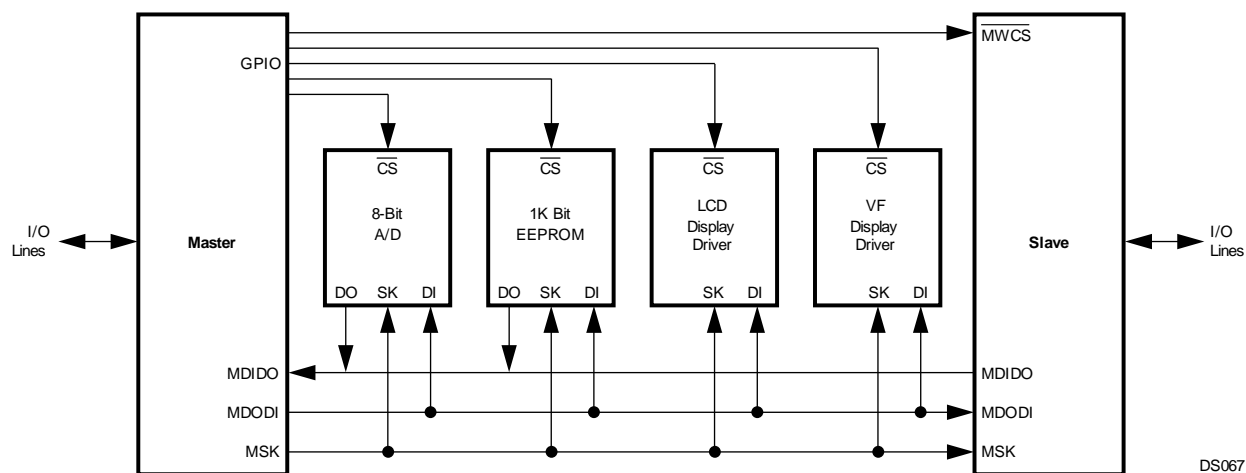 MWCS
GPIO
CS
CS
CS
CS
8-Bit
A/D
1K Bit
EEPROM
LCD
Display
Driver
VF
Display
Driver
I/O
Lines
Master
Slave
I/O
Lines
DO SK DI
DO SK DI
SK DI
SK DI
MDIDO
MDIDO
MDODI
MDODI
MSK
MSK
DS067